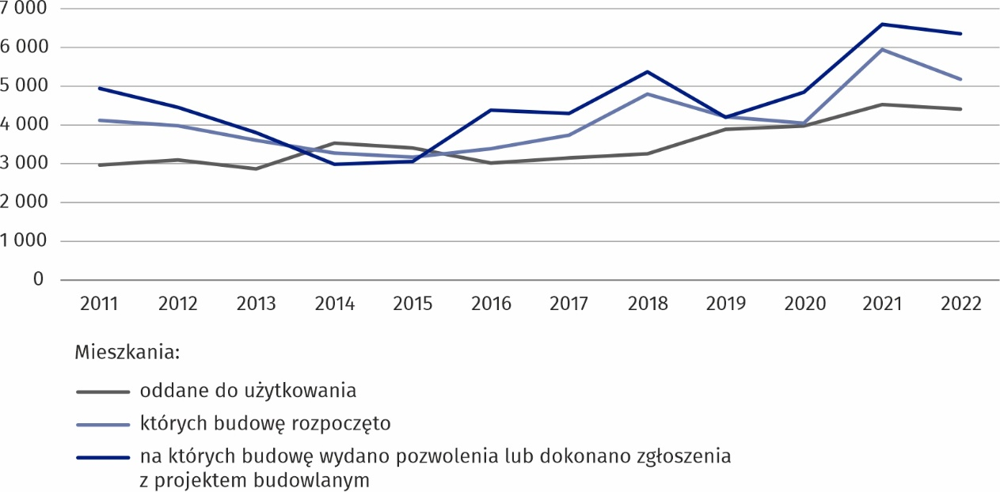 7 000
6 000
5 000
4 000
3 000
2 000
1 000
0
2011 2012 2013 2014 2015 2016 2017 2018 2019 2020 2021 2022
Mieszkania:
oddane do użytkowania
których budowę rozpoczęto
na których budowę wydano pozwolenia lub dokonano zgłoszenia
z projektem budowlanym